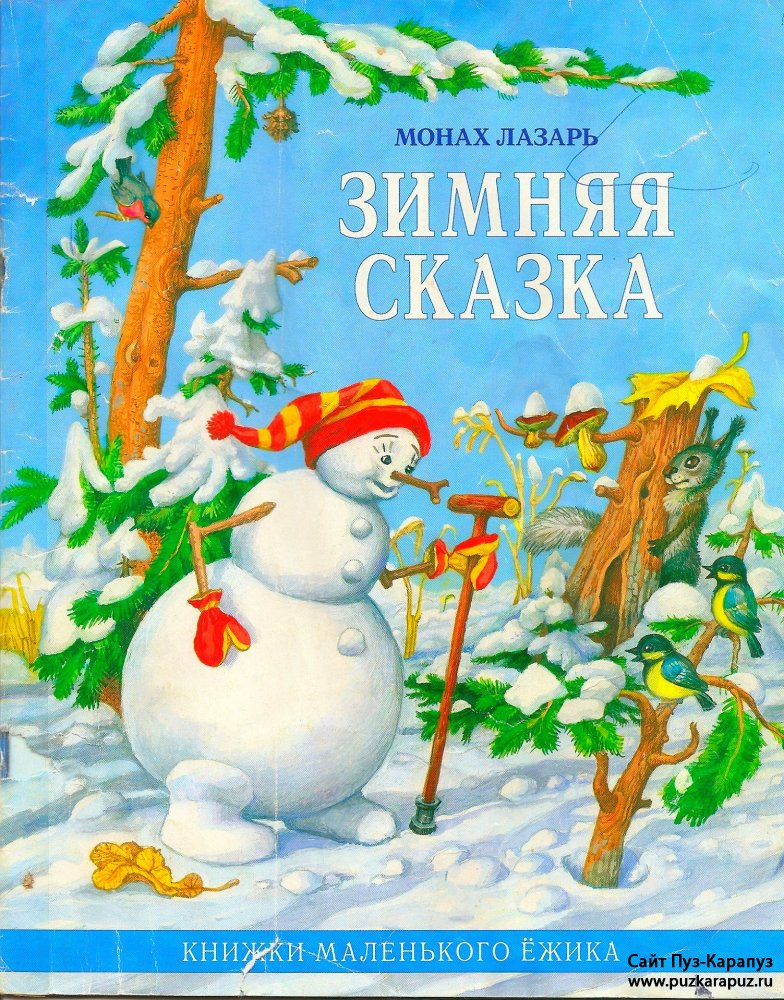 МОНАХ ЛАЗАРЬ
ЗИМНЯЯ
СКАЗКА
КНИЖКИ МАЛЕНЬКОГО ЁЖИКА
Сайт Пуз-Карапуз
www.puzkarapuz.ru